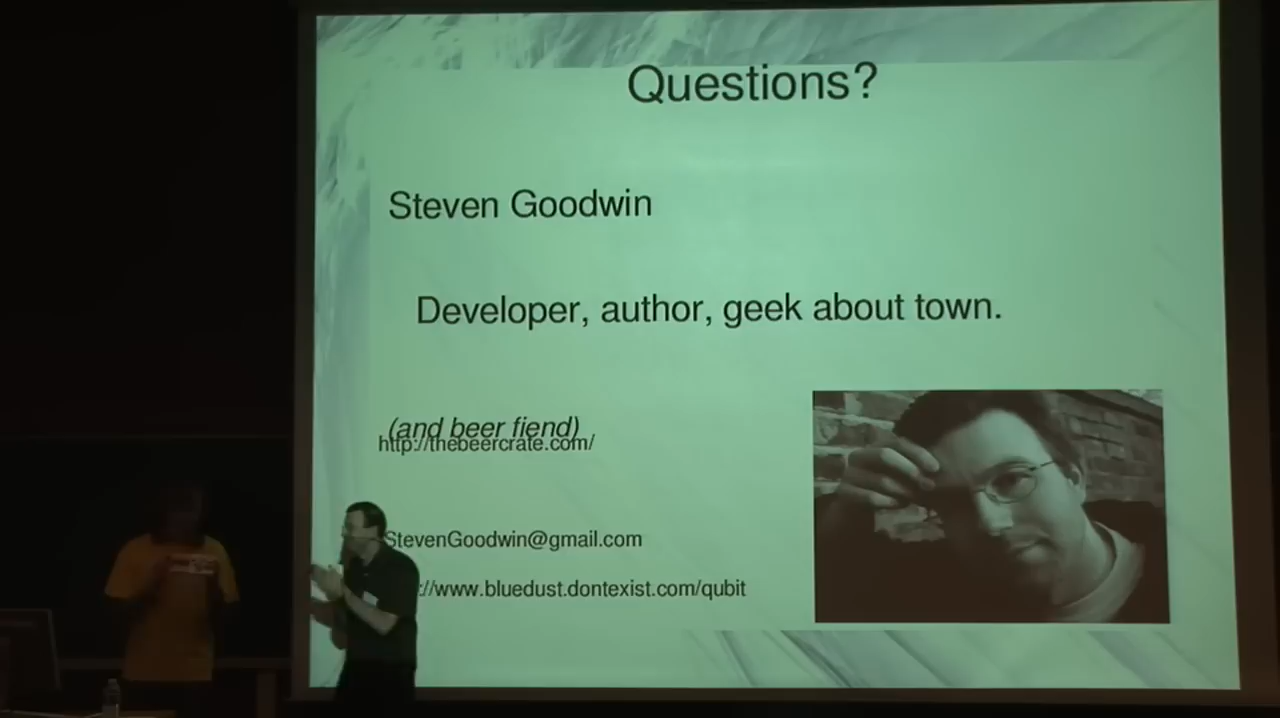 Questions?
Steven Goodwin
Developer, author, geek about town.
(and beer fiend)
http://thebeercrate.com/
StevenGoodwin@gmail.com
://www.bluedust.dontexist.com/qubit